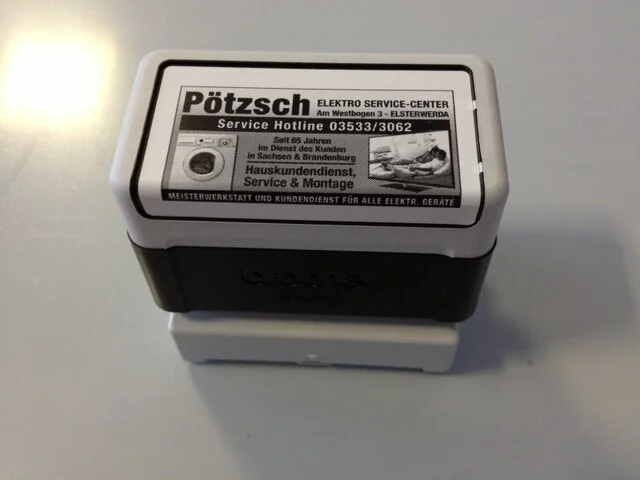 Pötzsch ELEKTRO SERVICE-CENTER
Am Westbogen 3 - ELSTERWERDA
Service Hotline 03533/3062
Seit 65 Jahren
im Dienst des Kunden
in Sachsen & Brandenburg
Hauskundendienst,
Service & Montage
MEISTERWERKSTATT UND KUNDENDIENST FÜR ALLE ELEKTR. GERÄTE